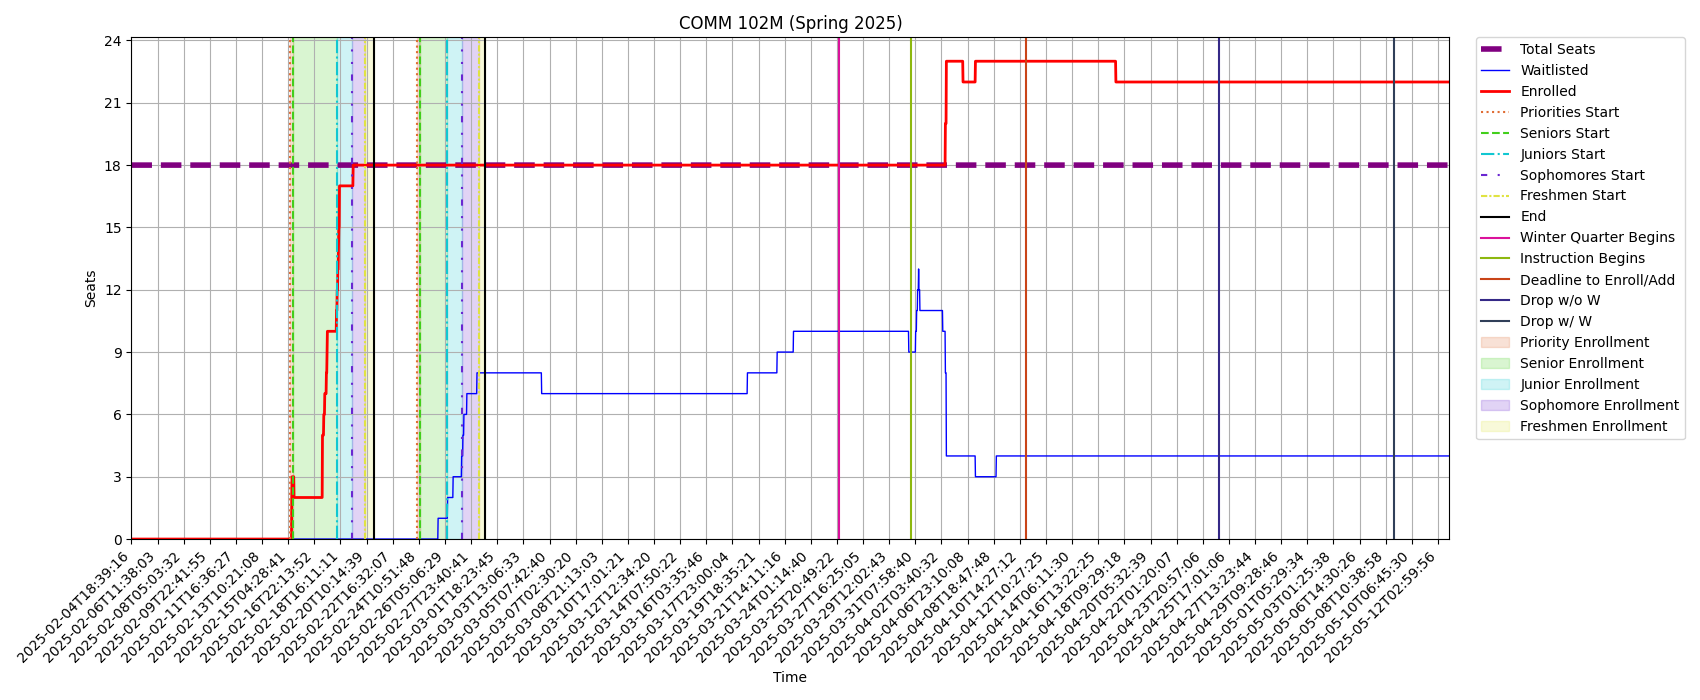 COMM 102M (Spring 2025)
Seats
24
21
18
15
12
9
6
3
0
2025-02-04T18:39:16
2025-02-06T11:38:03
2025-02-08T05:03:32
2025-02-09T22:41:55
2025-02-11T16:36:27
2025-02-13T10:21:08
2025-02-15T04:28:41
2025-02-16T22:13:52
2025-02-18T16:11:11
2025-02-20T10:14:39
2025-02-22T16:32:07
2025-02-24T10:51:48
2025-02-26T05:06:29
2025-02-27T23:40:41
2025-03-01T18:23:45
2025-03-03T13:06:33
2025-03-05T07:42:40
2025-03-07T02:30:20
2025-03-08T21:13:03
2025-03-10T17:01:21
2025-03-12T12:34:20
2025-03-14T07:50:22
2025-03-16T03:35:46
2025-03-17T23:00:04
2025-03-19T18:35:21
2025-03-21T14:11:16
2025-03-24T01:14:40
2025-03-25T20:49:22
2025-03-27T16:25:05
2025-03-29T12:02:43
2025-03-31T07:58:40
2025-04-02T03:40:32
2025-04-06T23:10:08
2025-04-08T18:47:48
2025-04-10T14:27:12
2025-04-12T10:27:25
2025-04-14T06:11:30
2025-04-16T13:22:25
2025-04-18T09:29:18
2025-04-20T05:32:39
2025-04-22T01:20:07
2025-04-23T20:57:06
2025-04-25T17:01:06
2025-04-27T13:23:44
2025-04-29T09:28:46
2025-05-01T05:29:34
2025-05-03T01:25:38
2025-05-06T14:30:26
2025-05-08T10:38:58
2025-05-10T06:45:30
2025-05-12T02:59:56
Time
Total Seats
Waitlisted
Enrolled
Priorities Start
Seniors Start
Juniors Start
Sophomores Start
Freshmen Start
End
Winter Quarter Begins
Instruction Begins
Deadline to Enroll/Add
Drop w/o W
Drop w/ W
Priority Enrollment
Senior Enrollment
Junior Enrollment
Sophomore Enrollment
Freshmen Enrollment